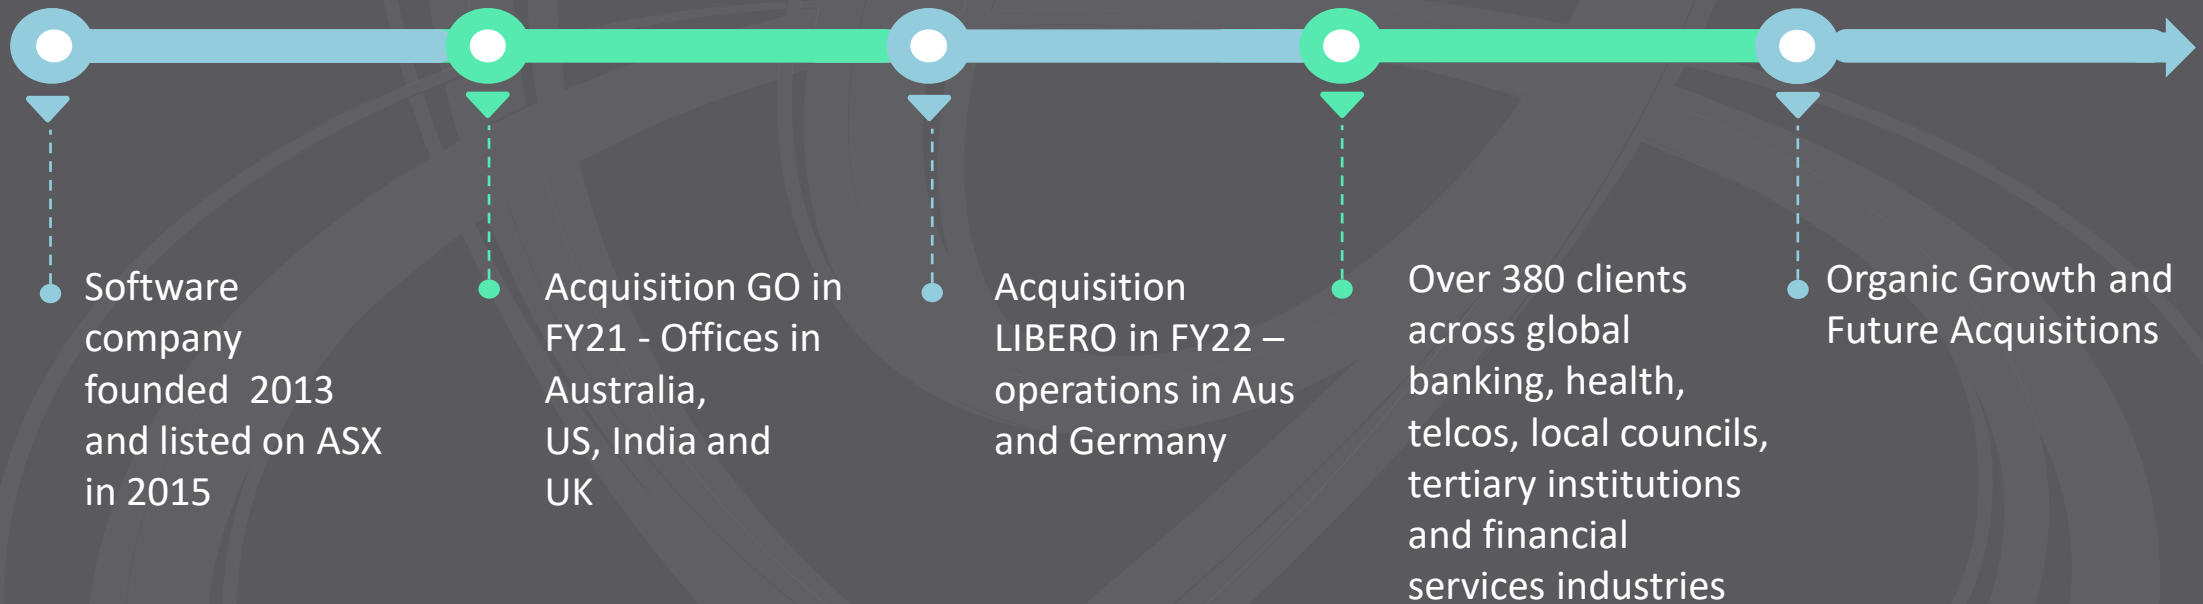 Software
company
founded  2013
and listed on ASX
in 2015
Acquisition GO in
FY21 - Offices in
Australia,
US, India and
UK
Acquisition
LIBERO in FY22 –
operations in Aus
and Germany
Over 380 clients
across global
banking, health,
telcos, local councils,
tertiary institutions
and financial
services industries
Organic Growth and
Future Acquisitions